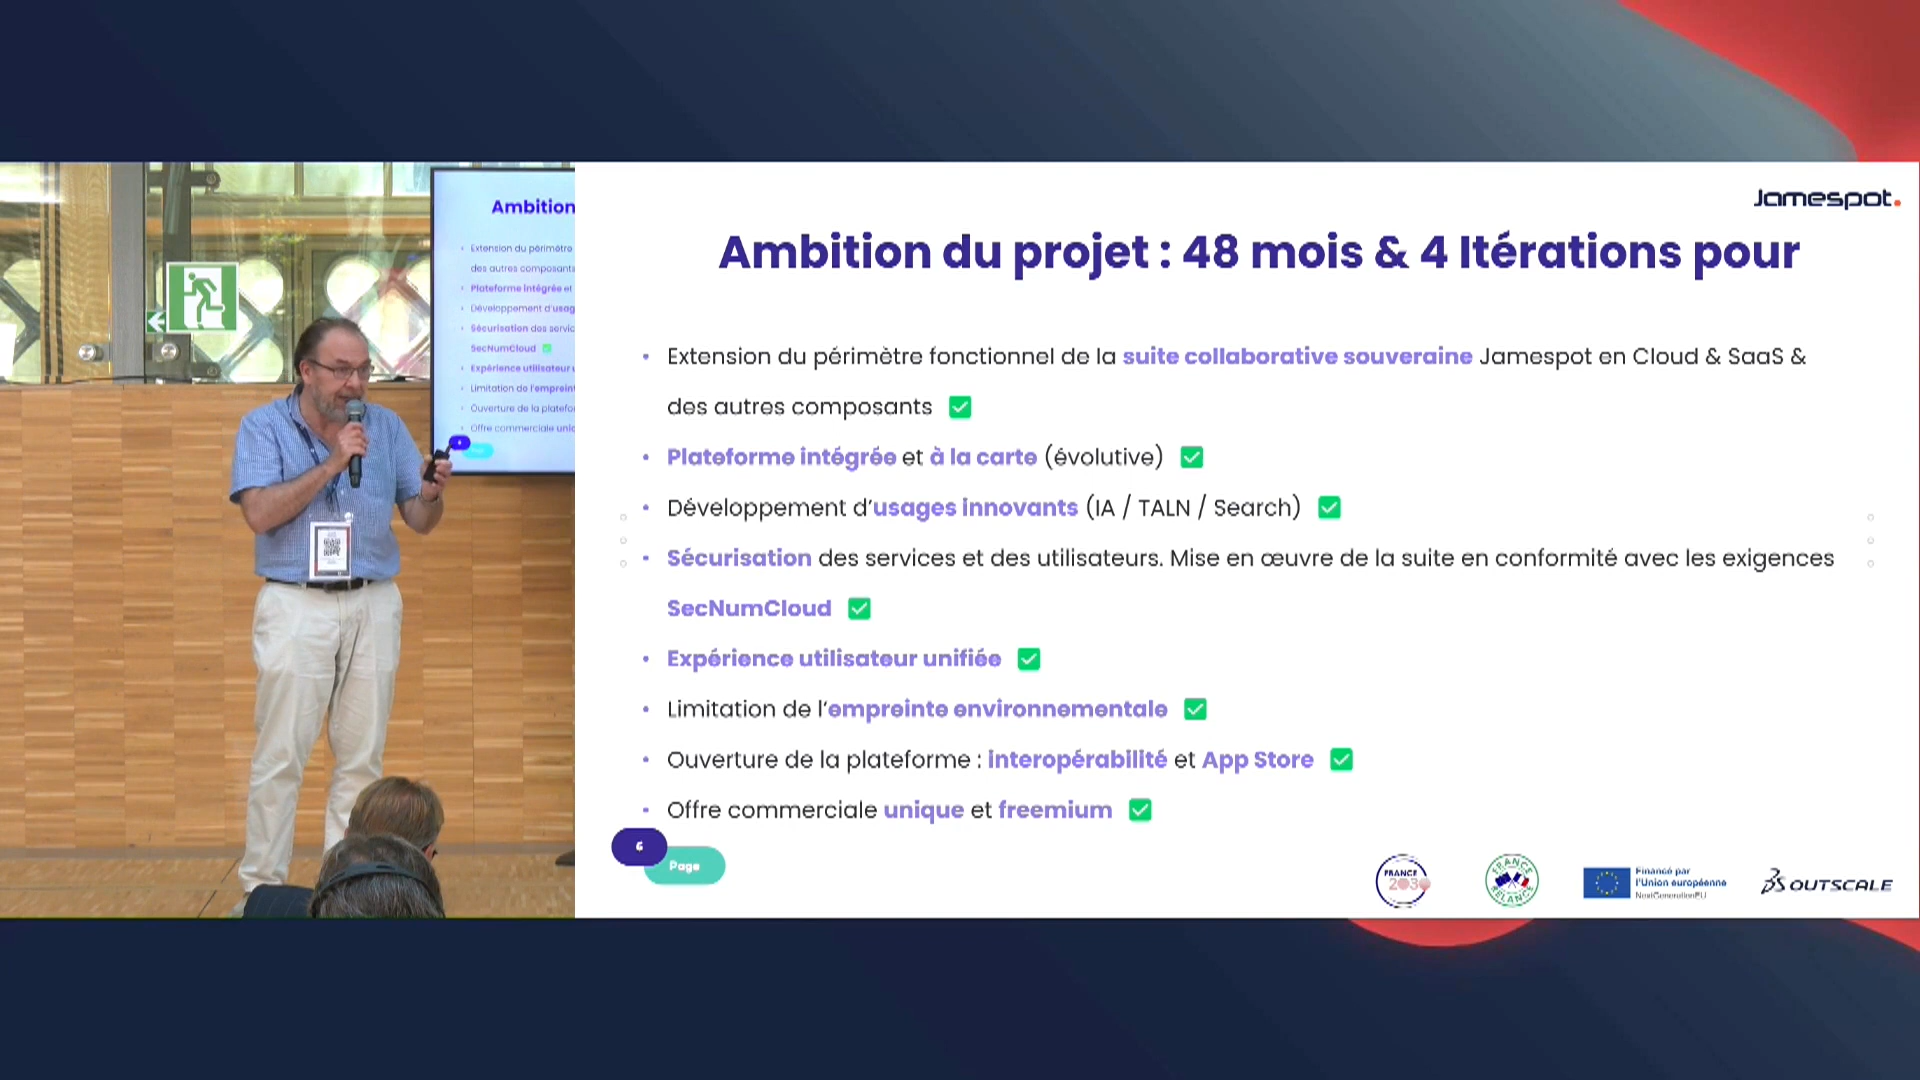 Ambition
Extension du périmètre
des autres composants
Plateforme intégrée et
Développement d'usag
Sécurisation des servic
SecNumCloud
Expérience utilisateur u
Limitation de l'emprein
Ouverture de la platefor
Offre commerciale uniq
Jamespot.
Ambition du projet : 48 mois & 4 Itérations pour
• Extension du périmètre fonctionnel de la suite collaborative souveraine Jamespot en Cloud & SaaS &
des autres composants ✅
• Plateforme intégrée et à la carte (évolutive) ✅
• Développement d'usages innovants (IA / TALN / Search) ✅
• Sécurisation des services et des utilisateurs. Mise en œuvre de la suite en conformité avec les exigences
SecNumCloud ✅
• Expérience utilisateur unifiée ✅
• Limitation de l'empreinte environnementale ✅
• Ouverture de la plateforme : interopérabilité et App Store ✅
• Offre commerciale unique et freemium ✅
6
Page
FRANCE
2030
FRANCE
RELANCE
Financé par
l'Union européenne
NextGenerationEU
OUTSCALE